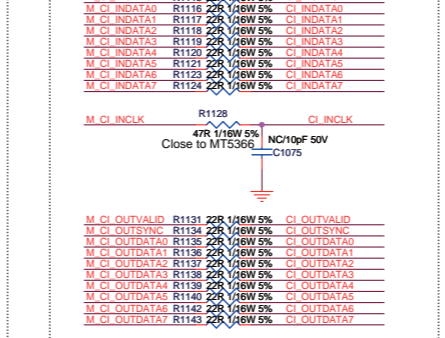 M_CI_INDATA0 R1116 22R 1/16W 5% CI_INDATA0
M_CI_INDATA1 R1117 22R 1/16W 5% CI_INDATA1
M_CI_INDATA2 R1118 22R 1/16W 5% CI_INDATA2
M_CI_INDATA3 R1119 22R 1/16W 5% CI_INDATA3
M_CI_INDATA4 R1120 22R 1/16W 5% CI_INDATA4
M_CI_INDATA5 R1121 22R 1/16W 5% CI_INDATA5
M_CI_INDATA6 R1123 22R 1/16W 5% CI_INDATA6
M_CI_INDATA7 R1124 22R 1/16W 5% CI_INDATA7
R1128
M_CI_INCLK CI_INCLK
47R 1/16W 5%
NC/10pF 50V
Close to MT5366
C1075
M_CI_OUTVALID R1131 22R 1/16W 5% CI_OUTVALID
M_CI_OUTSYNC R1134 22R 1/16W 5% CI_OUTSYNC
M_CI_OUTDATA0 R1135 22R 1/16W 5% CI_OUTDATA0
M_CI_OUTDATA1 R1136 22R 1/16W 5% CI_OUTDATA1
M_CI_OUTDATA2 R1137 22R 1/16W 5% CI_OUTDATA2
M_CI_OUTDATA3 R1138 22R 1/16W 5% CI_OUTDATA3
M_CI_OUTDATA4 R1139 22R 1/16W 5% CI_OUTDATA4
M_CI_OUTDATA5 R1140 22R 1/16W 5% CI_OUTDATA5
M_CI_OUTDATA6 R1142 22R 1/16W 5% CI_OUTDATA6
M_CI_OUTDATA7 R1143 22R 1/16W 5% CI_OUTDATA7